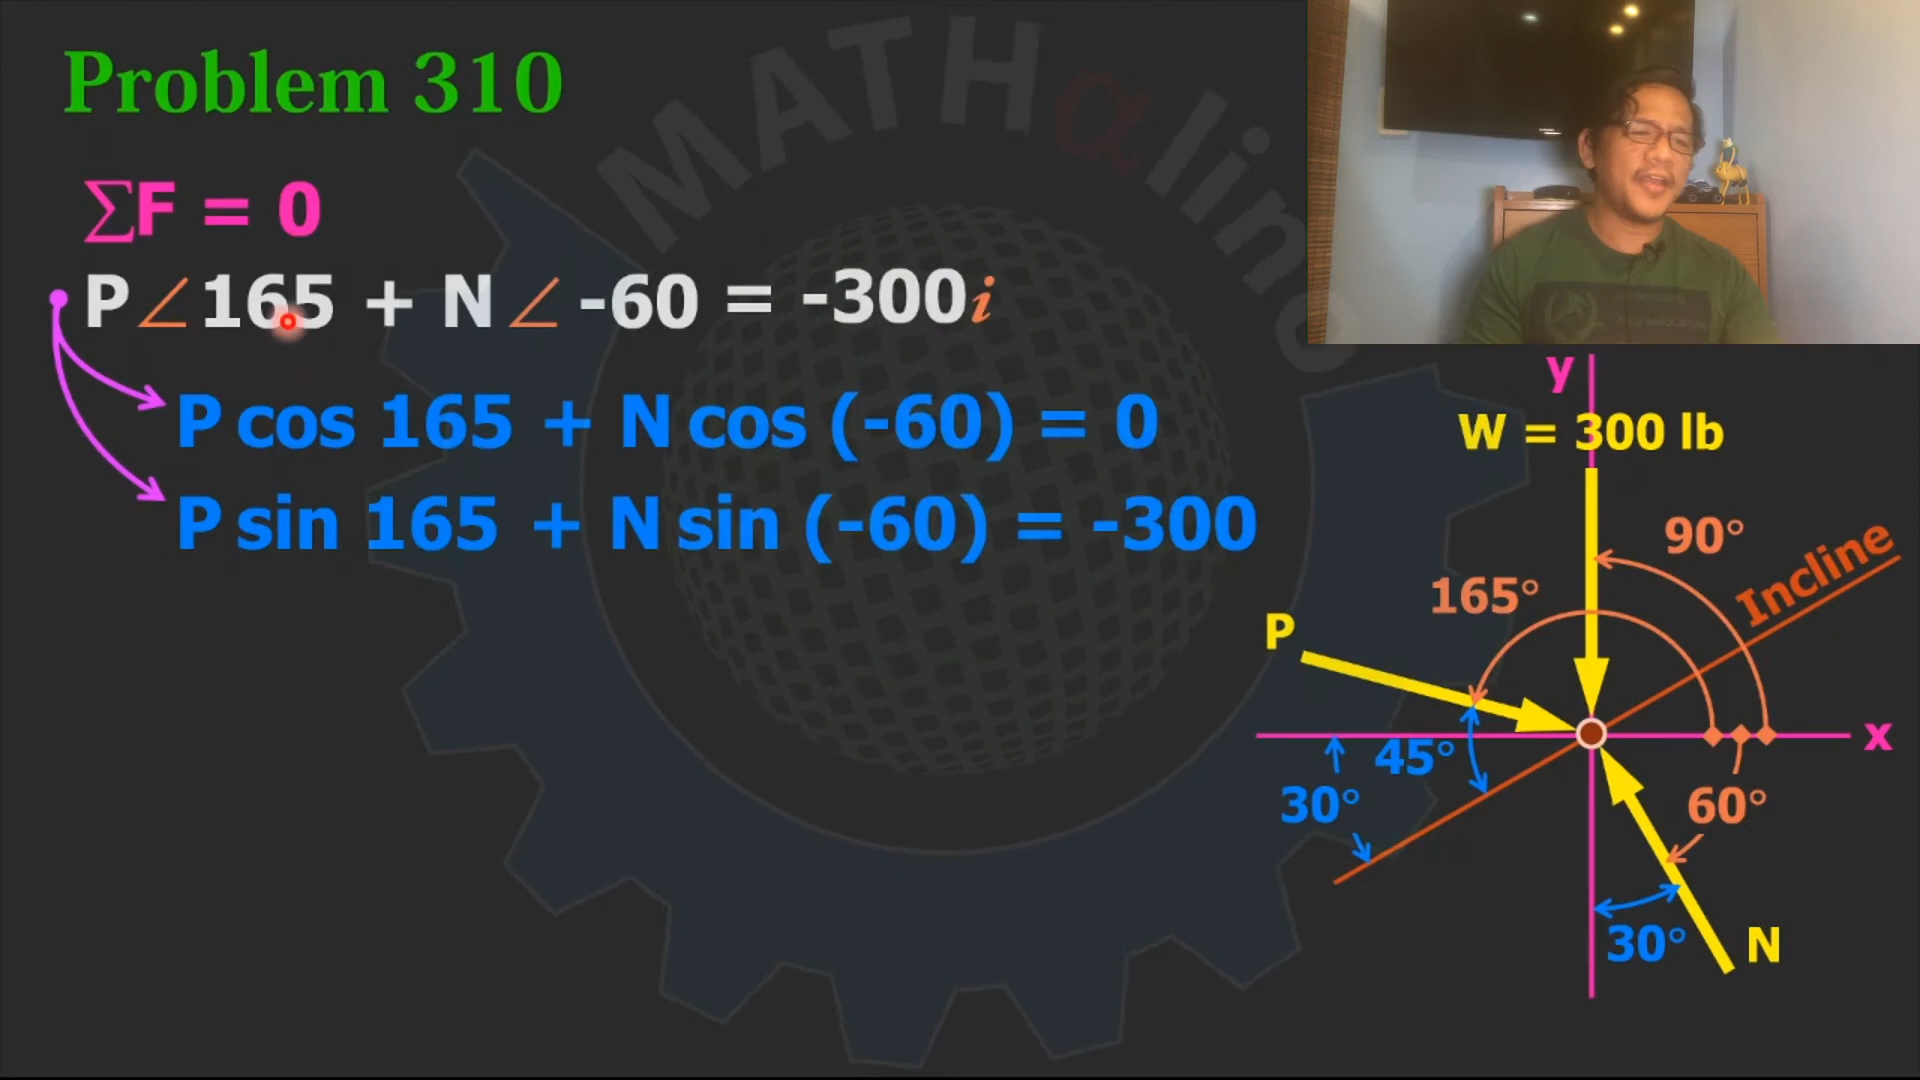 Problem 310
MATHalino
∑F = 0
P∠165 + N∠-60 = -300i
P cos 165 + N cos (-60) = 0
P sin 165 + N sin (-60) = -300
y
W = 300 lb
90°
Incline
165°
P
x
45°
30°
60°
30°
N